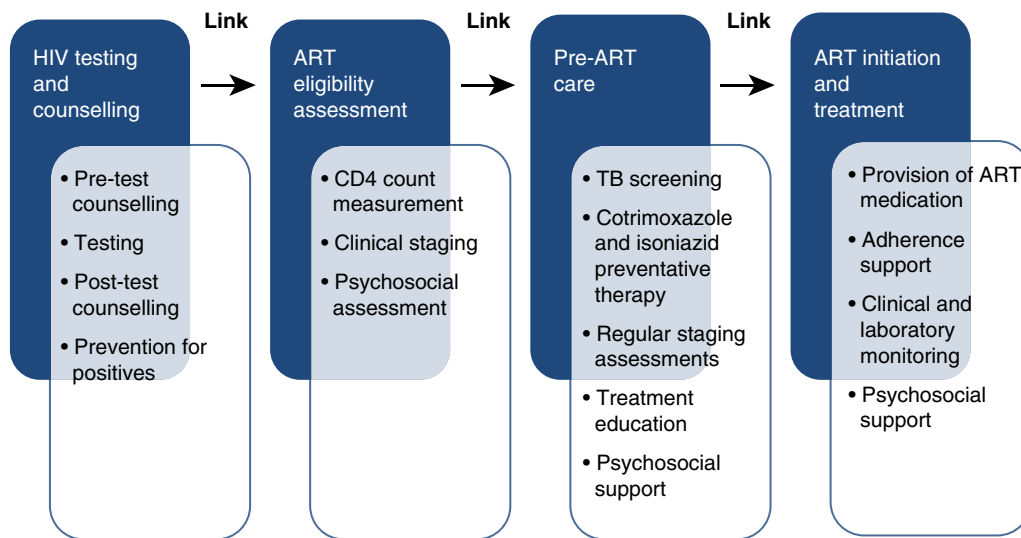 Link
Link
Link
HIV testing
and
counselling
• Pre-test
counselling
• Testing
• Post-test
counselling
• Prevention for
positives
ART
eligibility
assessment
• CD4 count
measurement
• Clinical staging
• Psychosocial
assessment
Pre-ART
care
• TB screening
• Cotrimoxazole
and isoniazid
preventative
therapy
• Regular staging
assessments
• Treatment
education
• Psychosocial
support
ART initiation
and
treatment
• Provision of ART
medication
• Adherence
support
• Clinical and
laboratory
monitoring
• Psychosocial
support